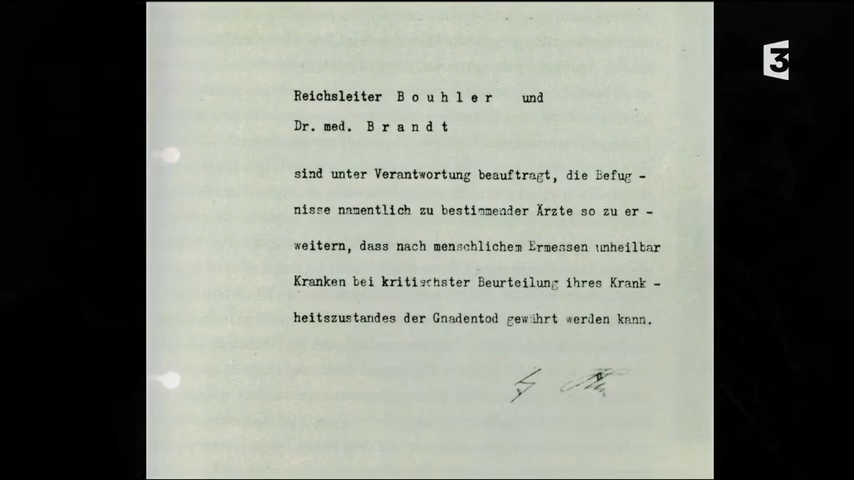 3
Reichsleiter B o u h l e r und
Dr. med. B r a n d t
sind unter Verantwortung beauftragt, die Befug -
nisse namentlich zu bestimmender Ärzte so zu er -
weitern, dass nach menschlichem Ermessen unheilbar
Kranken bei kritischster Beurteilung ihres Krank -
heitszustandes der Gnadentod gewährt werden kann.